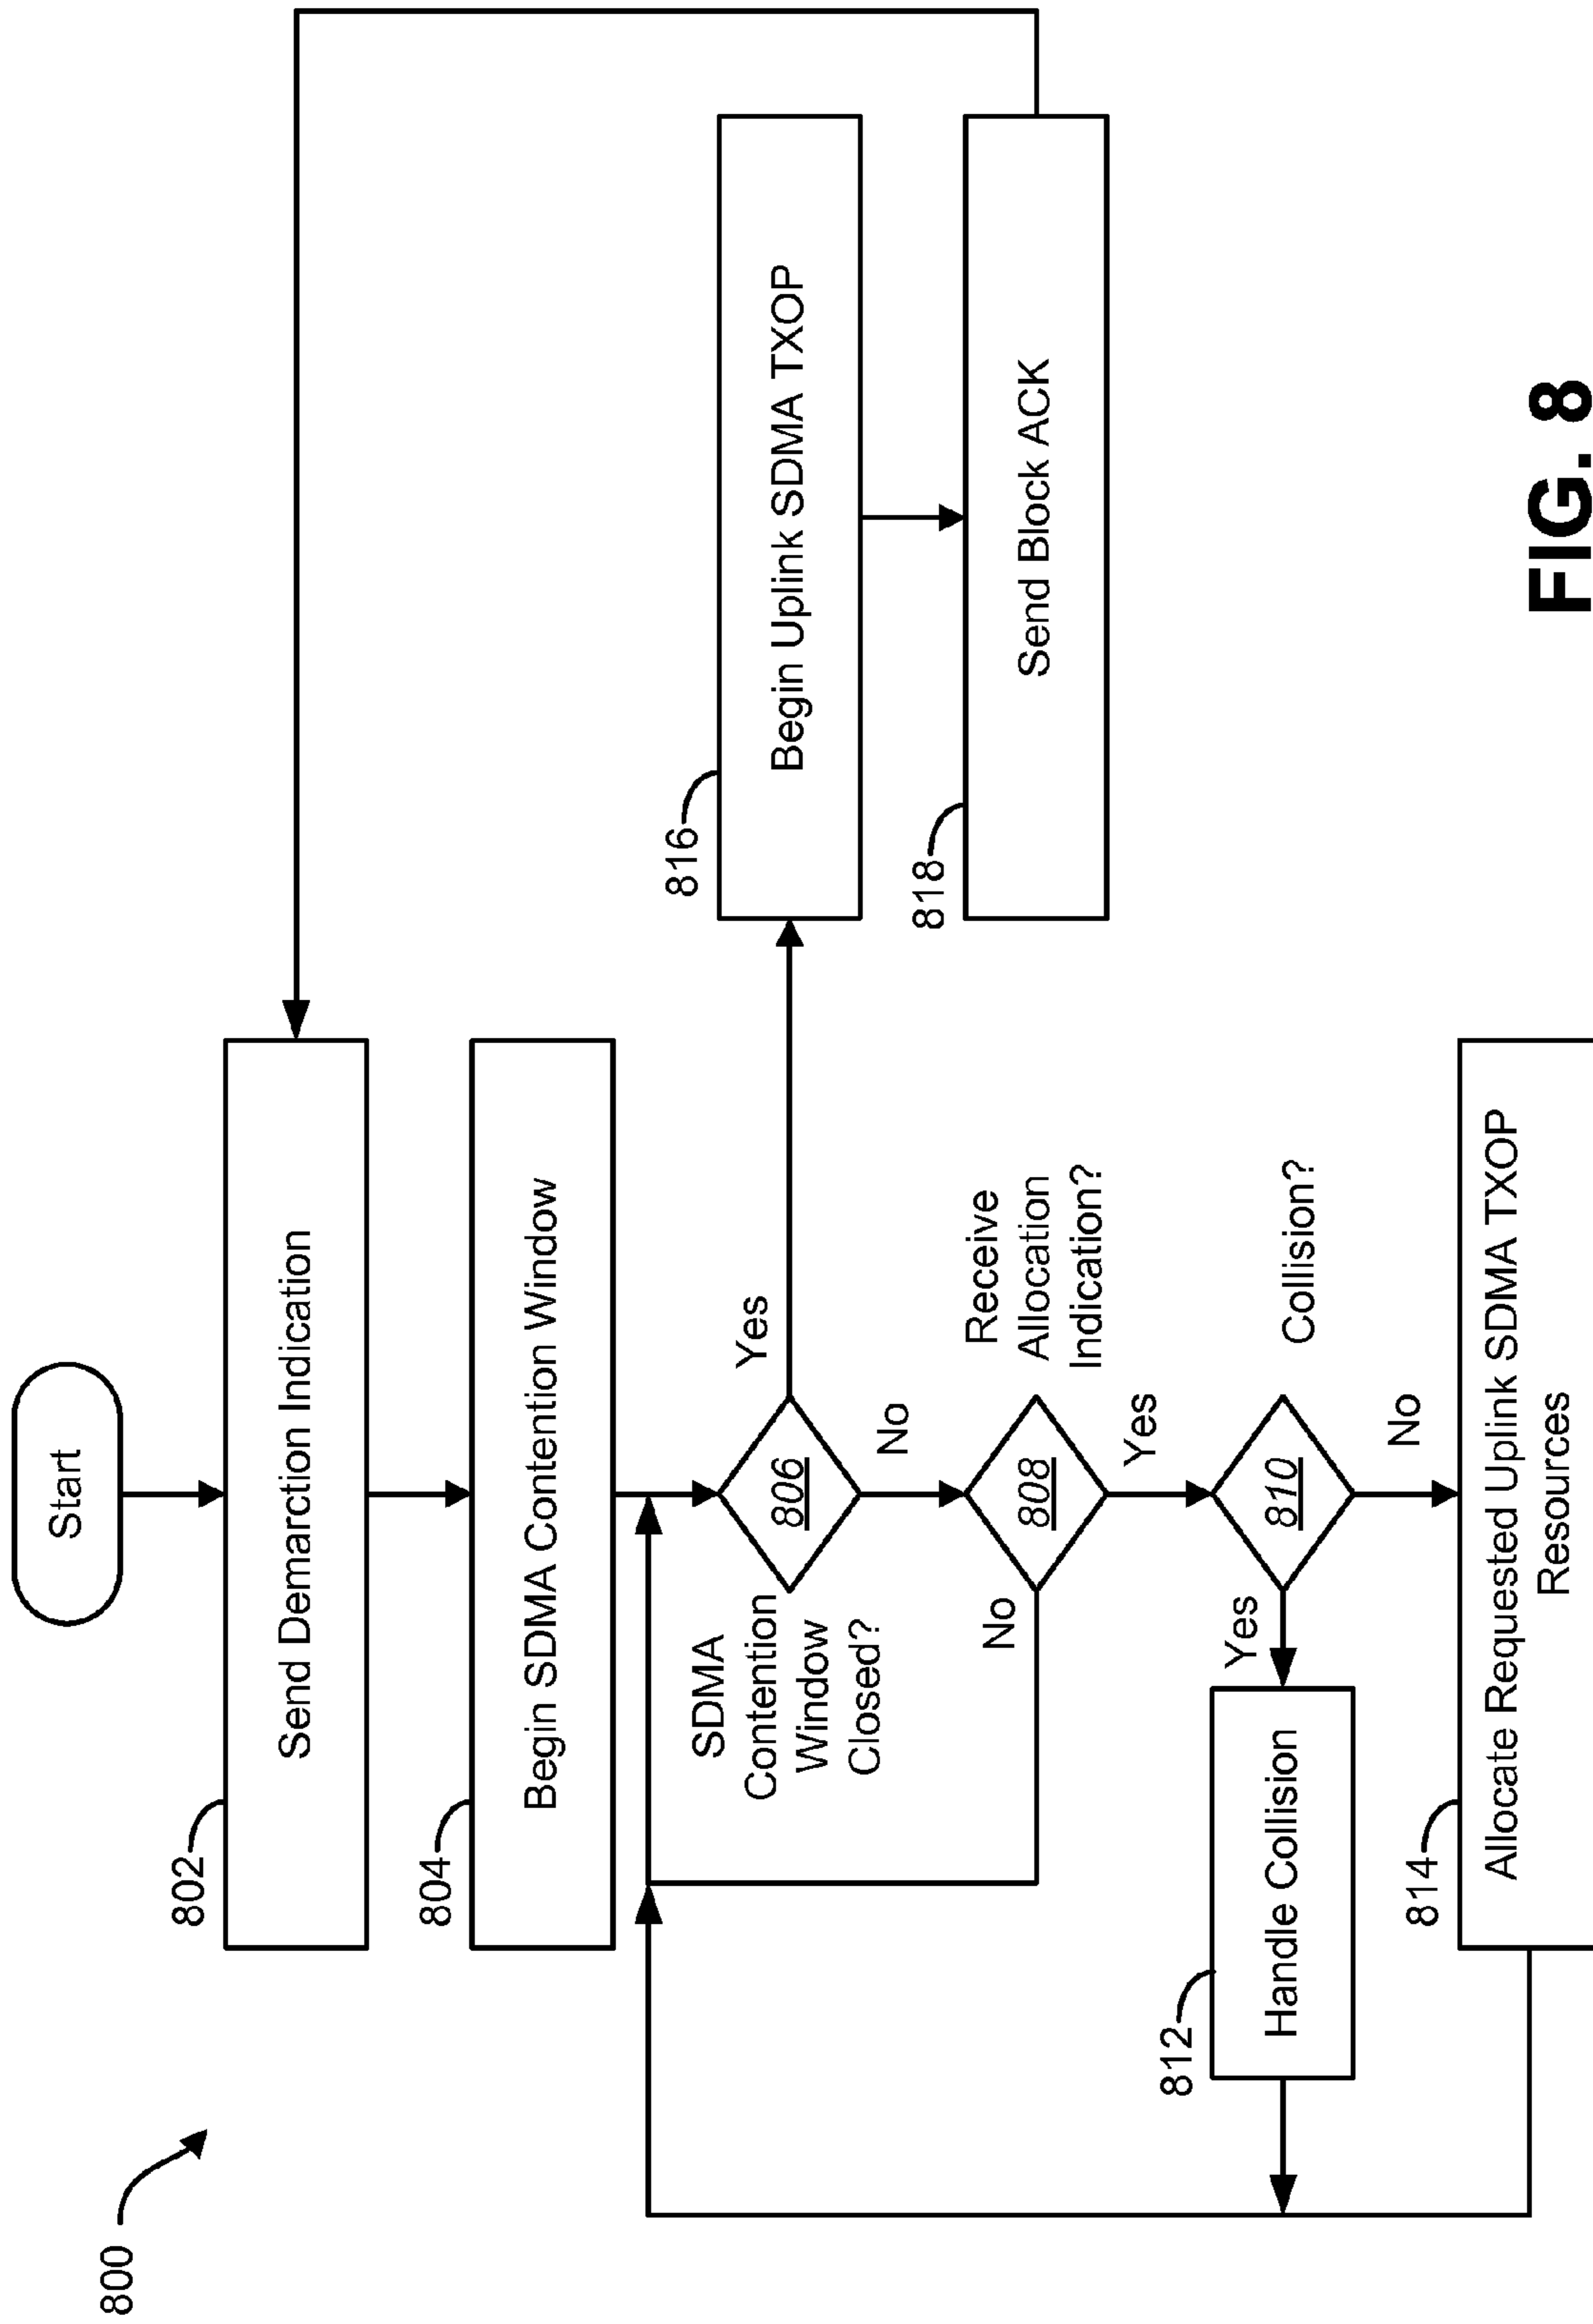 800
Start
802
Send Demarction Indication
804
Begin SDMA Contention Window
SDMA
Contention
Window
Closed?
806
Yes
No
816
Begin Uplink SDMA TXOP
818
Send Block ACK
Receive
Allocation
Indication?
808
No
Yes
Collision?
810
Yes
No
812
Handle Collision
814
Allocate Requested Uplink SDMA TXOP
Resources
FIG. 8